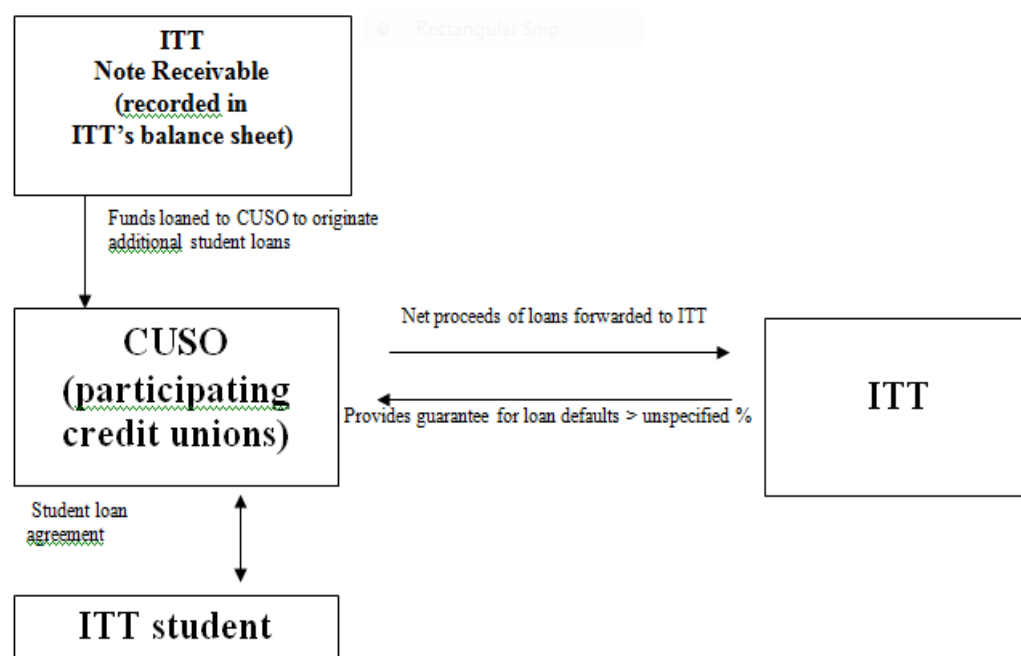 Rectangular Snip
ITT
Note Receivable
(recorded in
ITT's balance sheet)
Funds loaned to CUSO to originate
additional student loans
CUSO
(participating
credit unions)
Net proceeds of loans forwarded to ITT
Provides guarantee for loan defaults > unspecified %
ITT
Student loan
agreement
ITT student